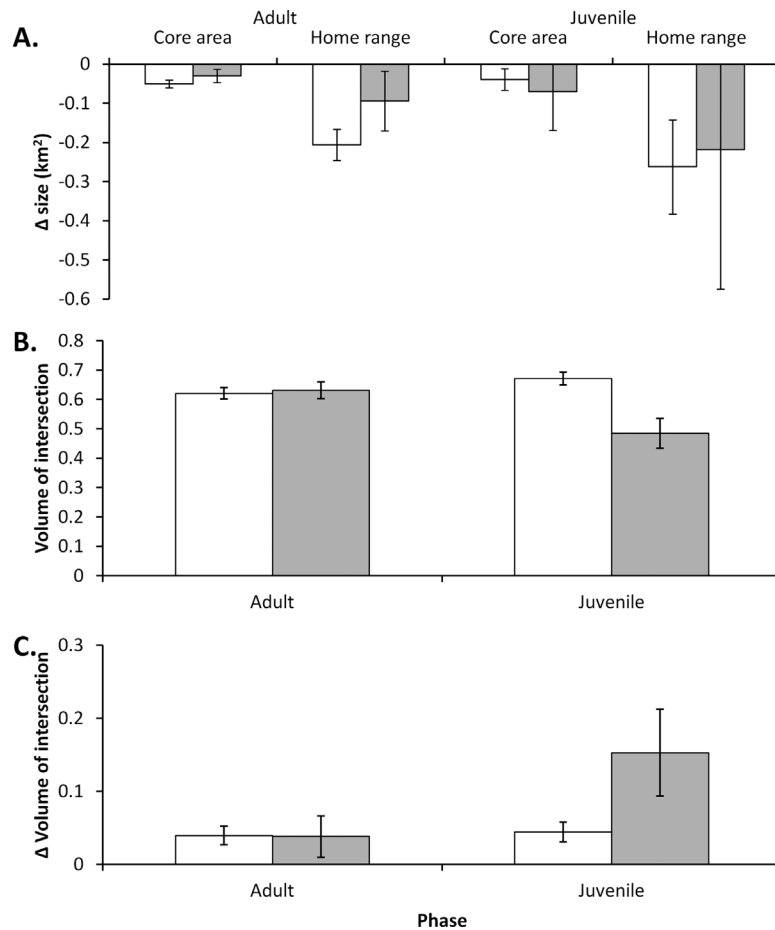 Adult Juvenile
A. Core area Home range Core area Home range
0
-0.1
-0.2
-0.3
-0.4
-0.5
-0.6
Δ size (km²)
B.
0.8
0.7
0.6
0.5
0.4
0.3
0.2
0.1
0
Volume of intersection
Adult Juvenile
C.
0.3
0.2
0.1
0
Δ Volume of intersection
Adult Juvenile
Phase